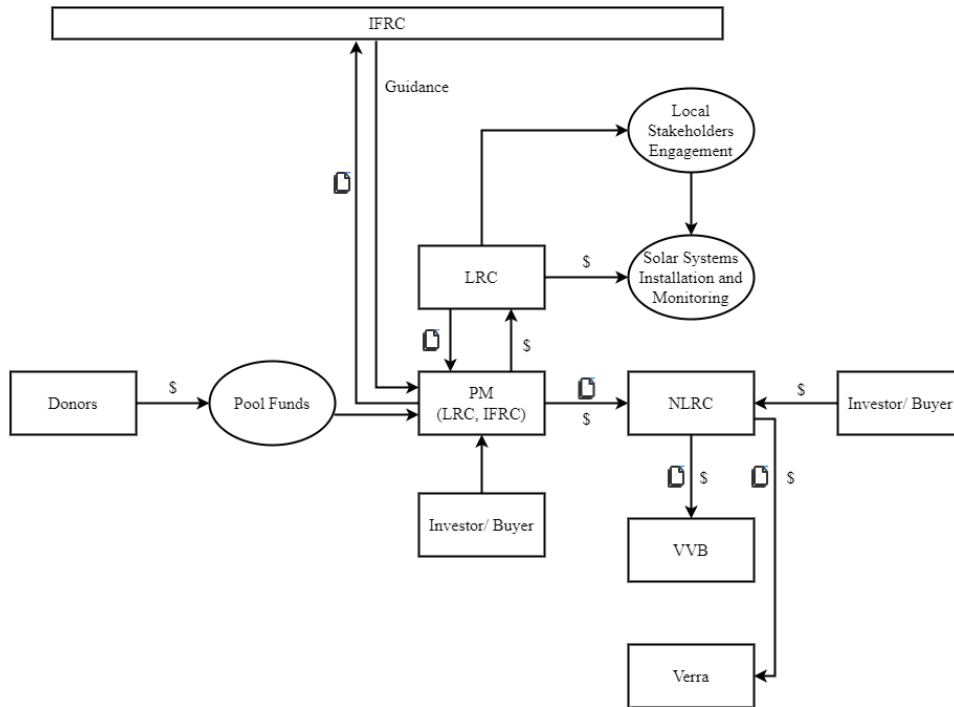 IFRC
Guidance
Local
Stakeholders
Engagement
LRC
$
Solar Systems
Installation and
Monitoring
$
Donors
$
Pool Funds
PM
(LRC, IFRC)
$
NLRC
$
Investor/ Buyer
$
$
Investor/ Buyer
VVB
Verra